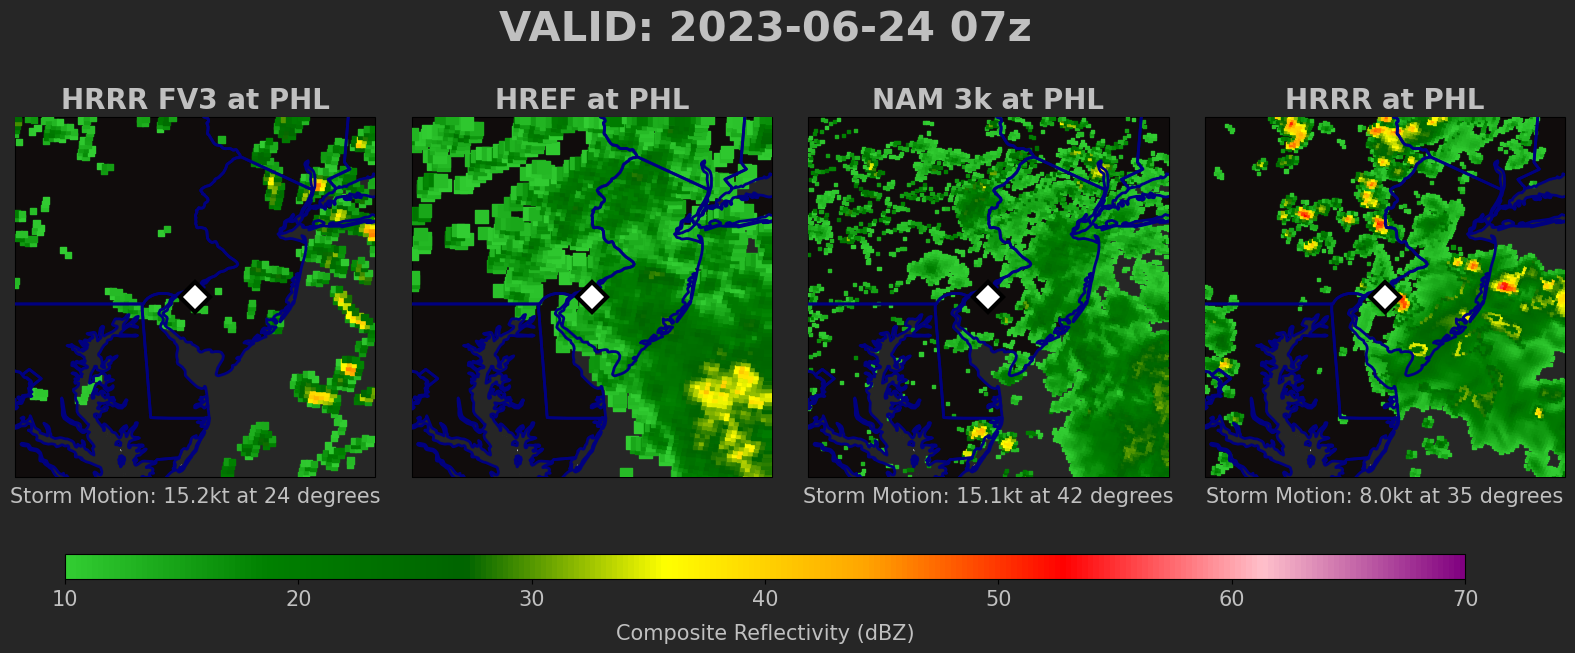 VALID: 2023-06-24 07z
HRRR FV3 at PHL
HREF at PHL
NAM 3k at PHL
HRRR at PHL
Storm Motion: 15.2kt at 24 degrees
Storm Motion: 15.1kt at 42 degrees
Storm Motion: 8.0kt at 35 degrees
10 20 30 40 50 60 70
Composite Reflectivity (dBZ)